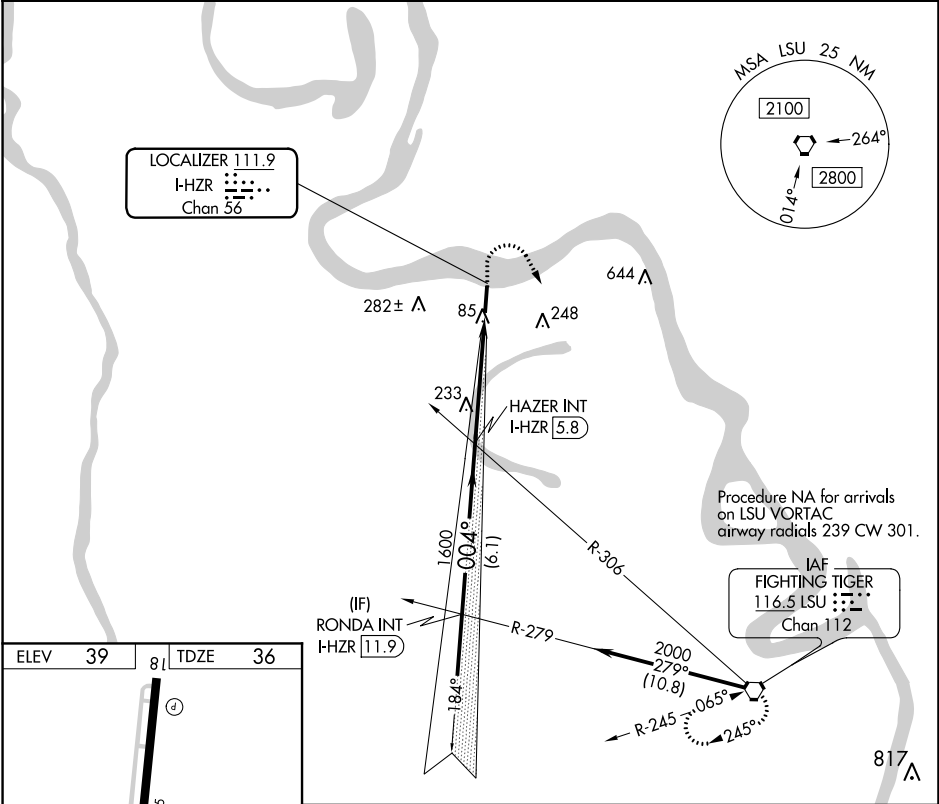 MSA LSU 25 NM
2100
264°
2800
014°
LOCALIZER 111.9
I-HZR
Chan 56
644
282±
85
248
233
HAZER INT
I-HZR 5.8
Procedure NA for arrivals
on LSU VORTAC
airway radials 239 CW 301.
1600
004°
(6.1)
R-306
IAF
FIGHTING TIGER
116.5 LSU
Chan 112
(IF)
RONDA INT
I-HZR 11.9
R-279
2000
279°
(10.8)
184°
R-245
065°
245°
817
ELEV 39
18
TDZE 36
P